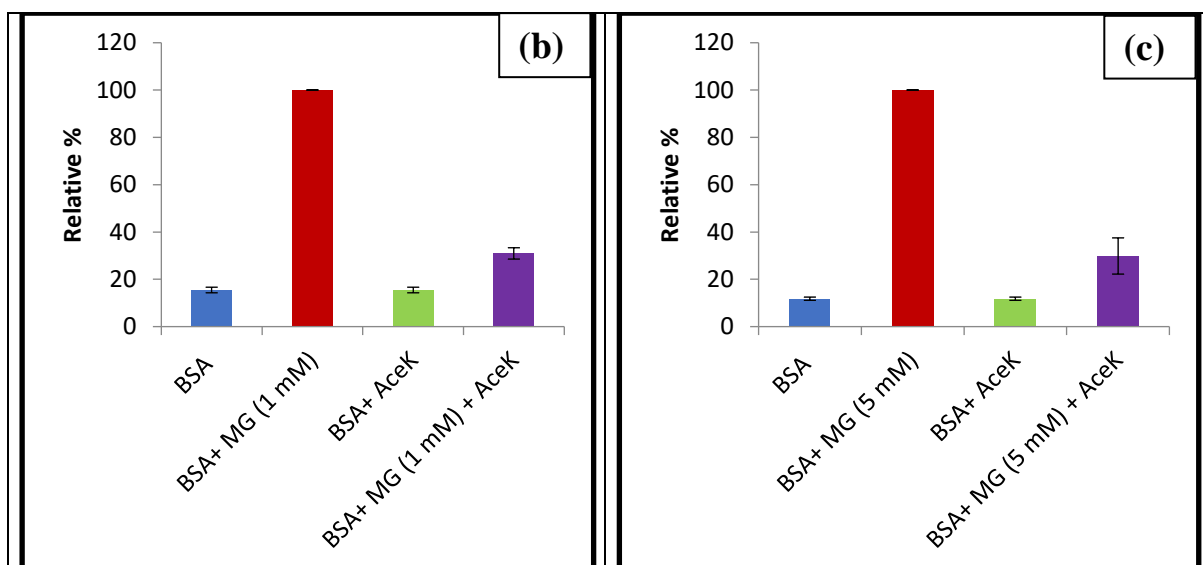 (b)
Relative %
120
100
80
60
40
20
0
BSA
BSA+ MG (1 mM)
BSA+ AceK
BSA+ MG (1 mM) + AceK
(c)
Relative %
120
100
80
60
40
20
0
BSA
BSA+ MG (5 mM)
BSA+ AceK
BSA+ MG (5 mM) + AceK